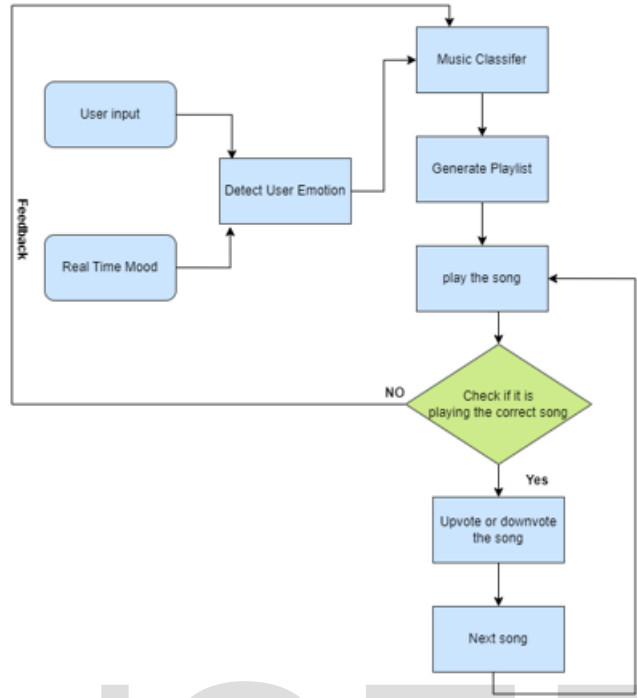 Music Classifer
User input
Generate Playlist
Detect User Emotion
Feedback
Real Time Mood
play the song
NO
Check if it is
playing the correct song
Yes
Upvote or downvote
the song
Next song